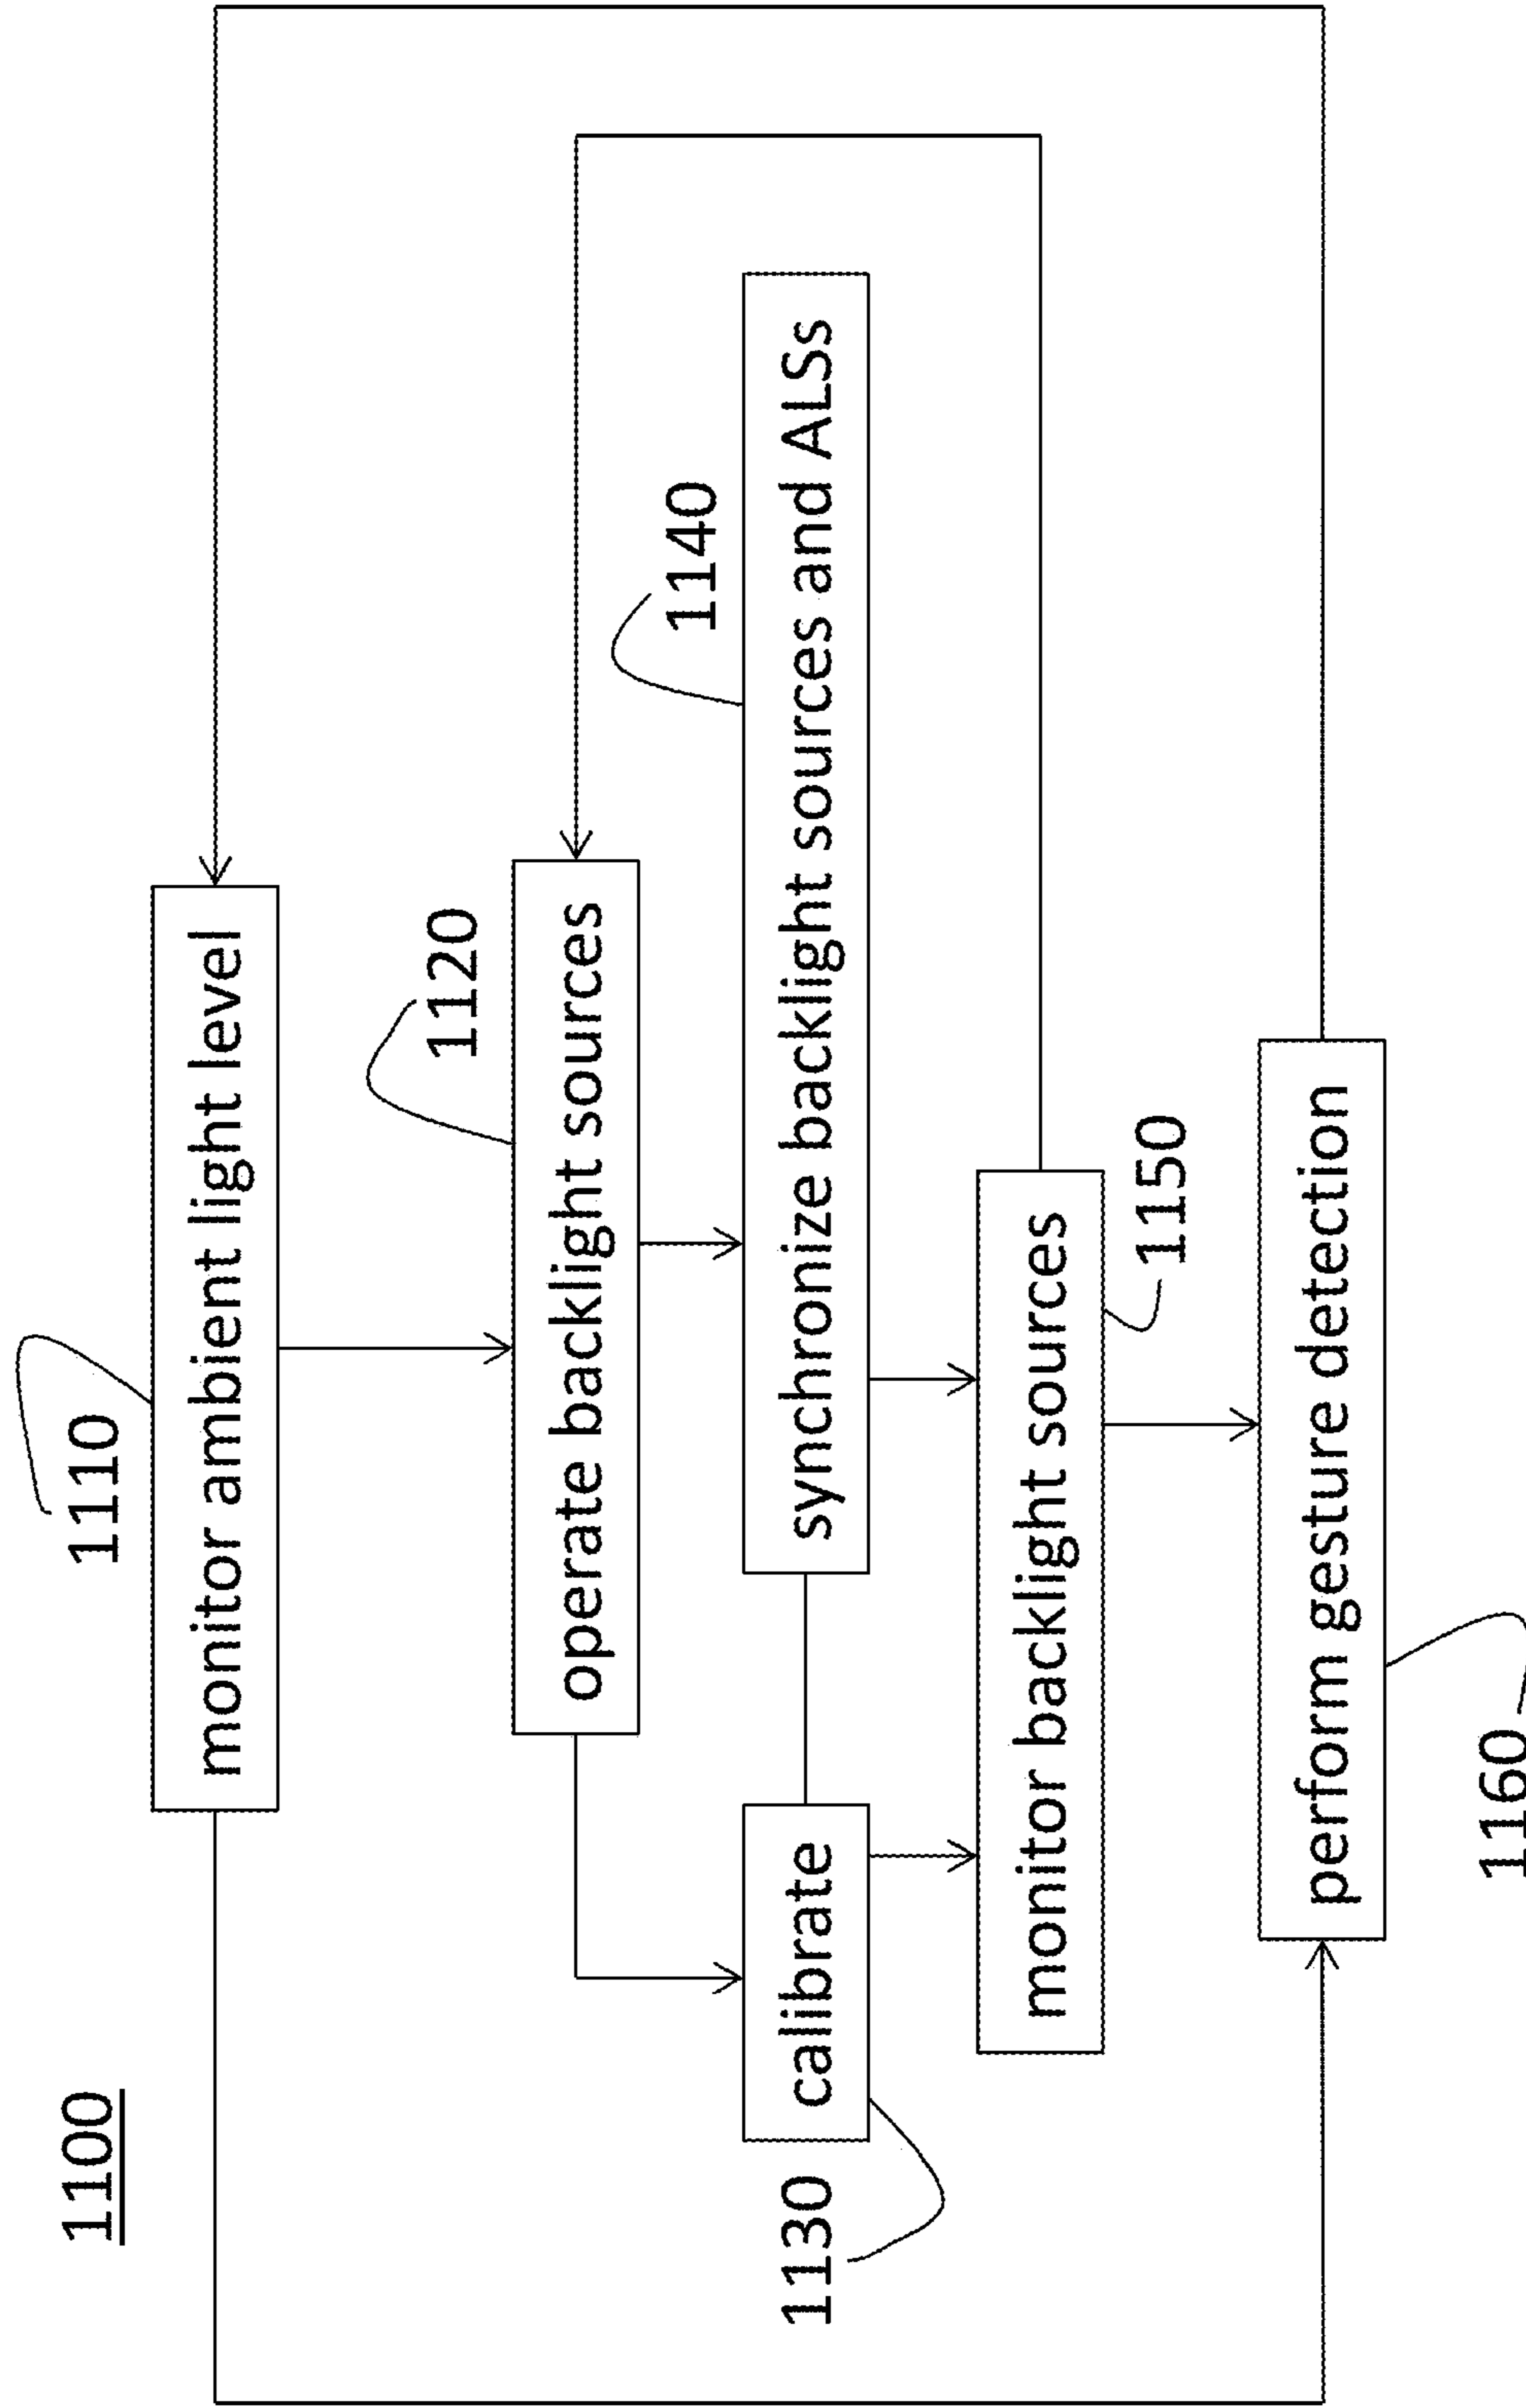 1100
1110
monitor ambient light level
1120
operate backlight sources
1140
1130
calibrate
synchronize backlight sources and ALSs
monitor backlight sources
1150
perform gesture detection
1160